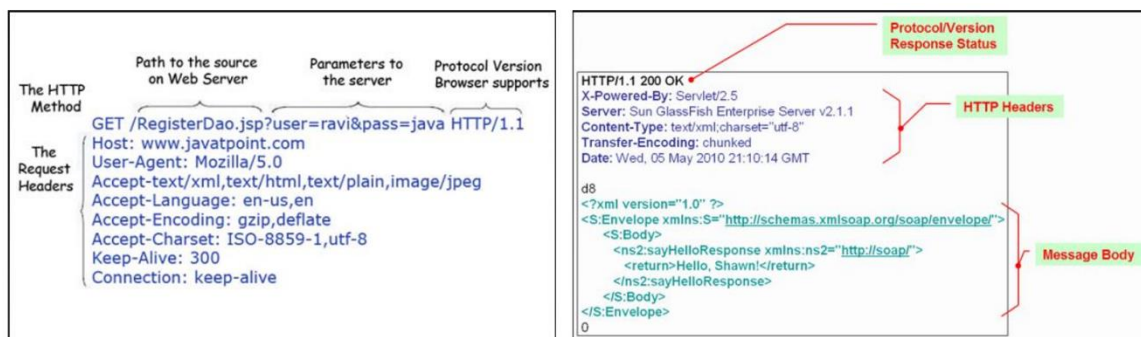 The HTTP Method
Path to the source on Web Server
Parameters to the server
Protocol Version Browser supports
GET /RegisterDao.jsp?user=ravi&pass=java HTTP/1.1
The Request Headers
Host: www.javatpoint.com
User-Agent: Mozilla/5.0
Accept-text/xml,text/html,text/plain,image/jpeg
Accept-Language: en-us,en
Accept-Encoding: gzip,deflate
Accept-Charset: ISO-8859-1,utf-8
Keep-Alive: 300
Connection: keep-alive
Protocol/Version
Response Status
HTTP/1.1 200 OK
X-Powered-By: Servlet/2.5
Server: Sun GlassFish Enterprise Server v2.1.1
Content-Type: text/xml;charset="utf-8"
Transfer-Encoding: chunked
Date: Wed, 05 May 2010 21:10:14 GMT
HTTP Headers
d8
<?xml version="1.0" ?>
<S:Envelope xmlns:S="http://schemas.xmlsoap.org/soap/envelope/">
<S:Body>
<ns2:sayHelloResponse xmlns:ns2="http://soap/">
<return>Hello, Shawn!</return>
</ns2:sayHelloResponse>
</S:Body>
</S:Envelope>
0
Message Body